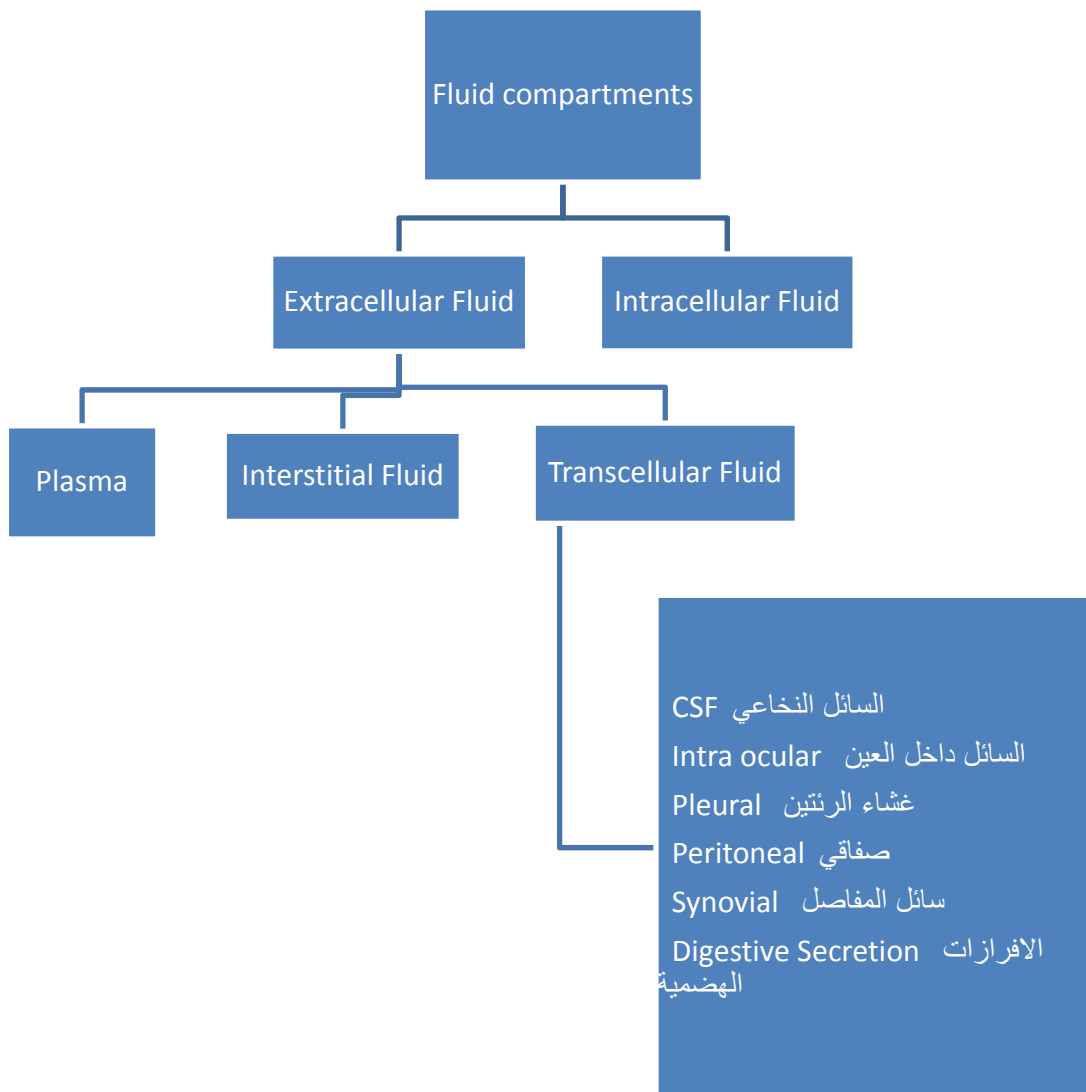 Fluid compartments
Extracellular Fluid
Intracellular Fluid
Plasma
Interstitial Fluid
Transcellular Fluid
CSF السائل النخاعي
Intra ocular السائل داخل العين
Pleural غشاء الرئتين
Peritoneal صفاقي
Synovial سائل المفاصل
Digestive Secretion الافرازات
الهضمية